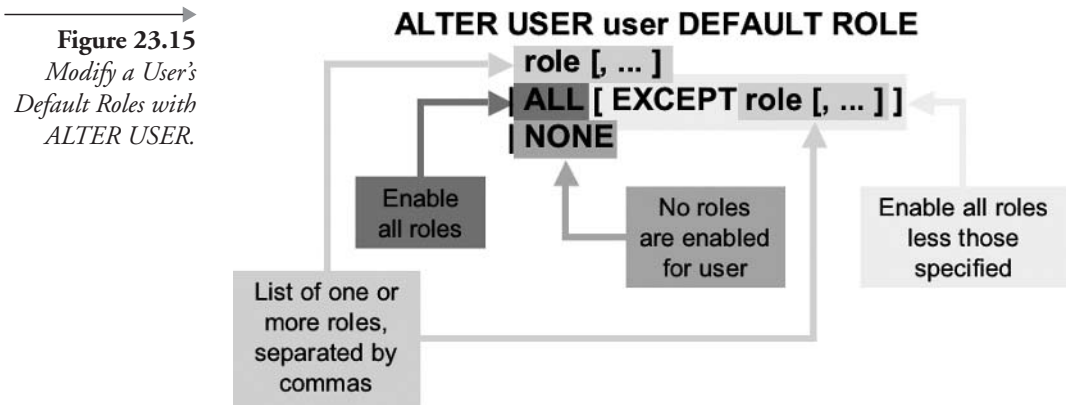 Figure 23.15
Modify a User's
Default Roles with
ALTER USER.
ALTER USER user DEFAULT ROLE
role [, ... ]
| ALL [ EXCEPT role [, ... ] ]
| NONE
Enable
all roles
No roles
are enabled
for user
Enable all roles
less those
specified
List of one or
more roles,
separated by
commas